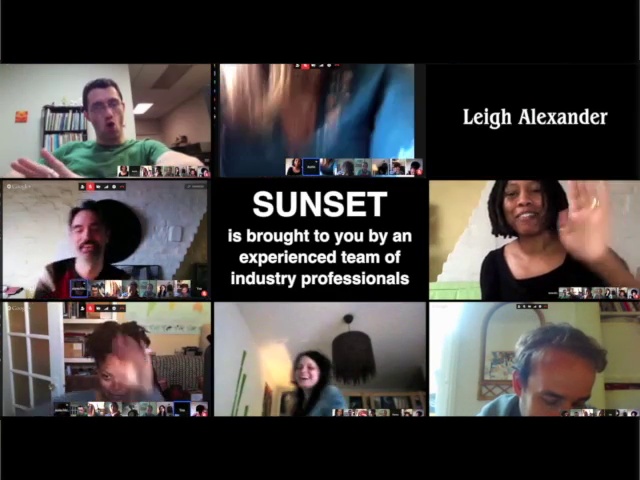 Leigh Alexander
SUNSET
is brought to you by an
experienced team of
industry professionals